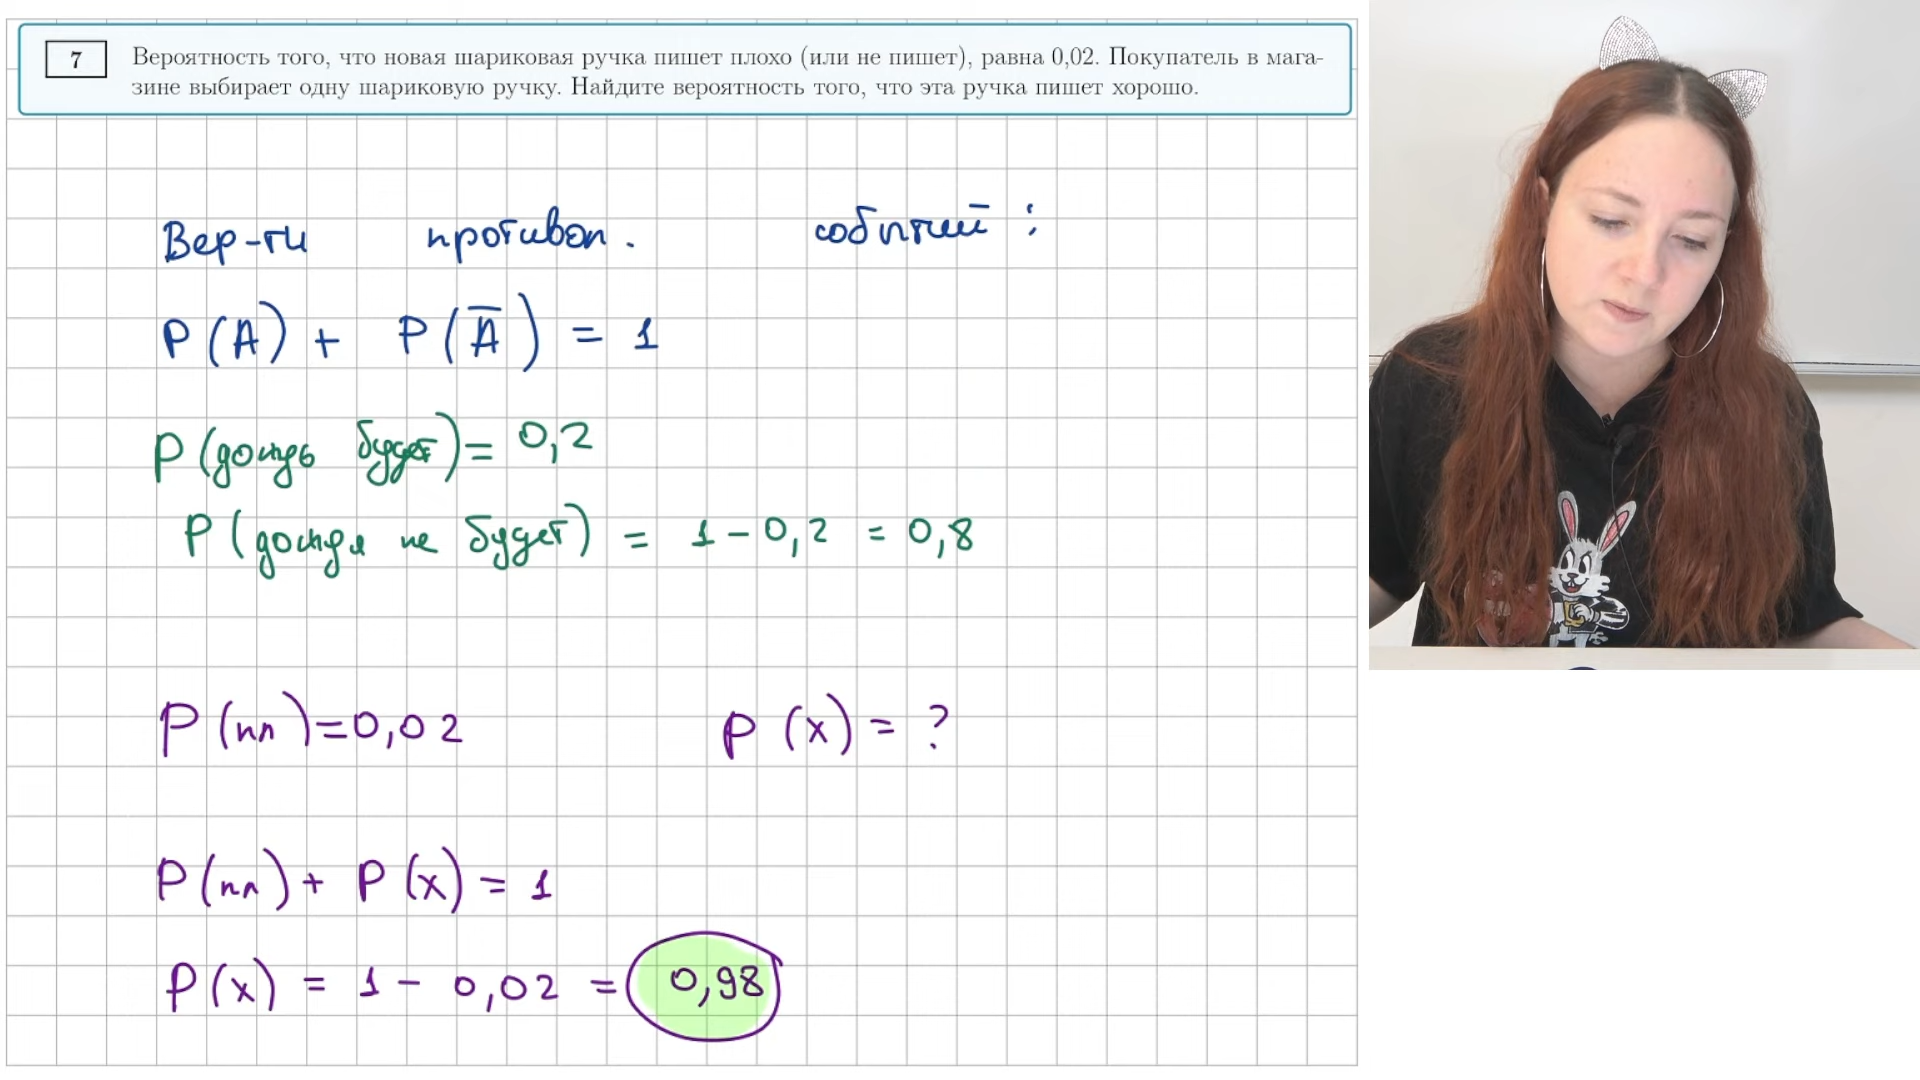 7
Вероятность того, что новая шариковая ручка пишет плохо (или не пишет), равна 0,02. Покупатель в мага-
зине выбирает одну шариковую ручку. Найдите вероятность того, что эта ручка пишет хорошо.
Вер-ти противоп. событий :
P (A) + P (A̅) = 1
P (дождь будет) = 0,2
P (дождя не будет) = 1 - 0,2 = 0,8
P (пл) = 0,02 P (x) = ?
P (пл) + P (x) = 1
P (x) = 1 - 0,02 = 0,98